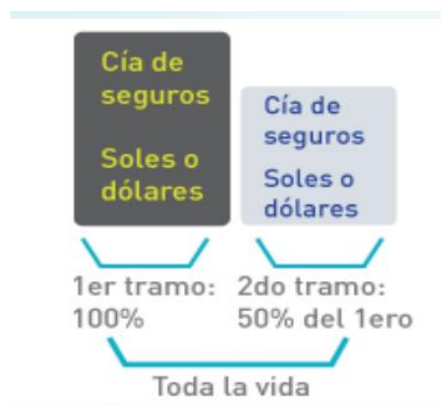 Cía de
seguros
Soles o
dólares
Cía de
seguros
Soles o
dólares
1er tramo:
100%
2do tramo:
50% del 1ero
Toda la vida